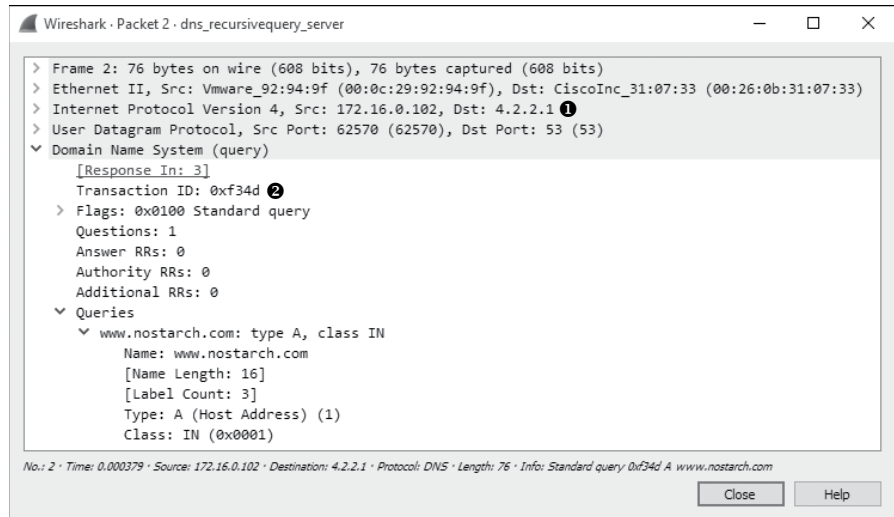 Wireshark · Packet 2 · dns_recursivequery_server
> Frame 2: 76 bytes on wire (608 bits), 76 bytes captured (608 bits)
> Ethernet II, Src: Vmware_92:94:9f (00:0c:29:92:94:9f), Dst: CiscoInc_31:07:33 (00:26:0b:31:07:33)
> Internet Protocol Version 4, Src: 172.16.0.102, Dst: 4.2.2.1 ❶
> User Datagram Protocol, Src Port: 62570 (62570), Dst Port: 53 (53)
Domain Name System (query)
[Response In: 3]
Transaction ID: 0xf34d ❷
> Flags: 0x0100 Standard query
Questions: 1
Answer RRs: 0
Authority RRs: 0
Additional RRs: 0
Queries
www.nostarch.com: type A, class IN
Name: www.nostarch.com
[Name Length: 16]
[Label Count: 3]
Type: A (Host Address) (1)
Class: IN (0x0001)
No.: 2 · Time: 0.000379 · Source: 172.16.0.102 · Destination: 4.2.2.1 · Protocol: DNS · Length: 76 · Info: Standard query 0xf34d A www.nostarch.com
Close Help